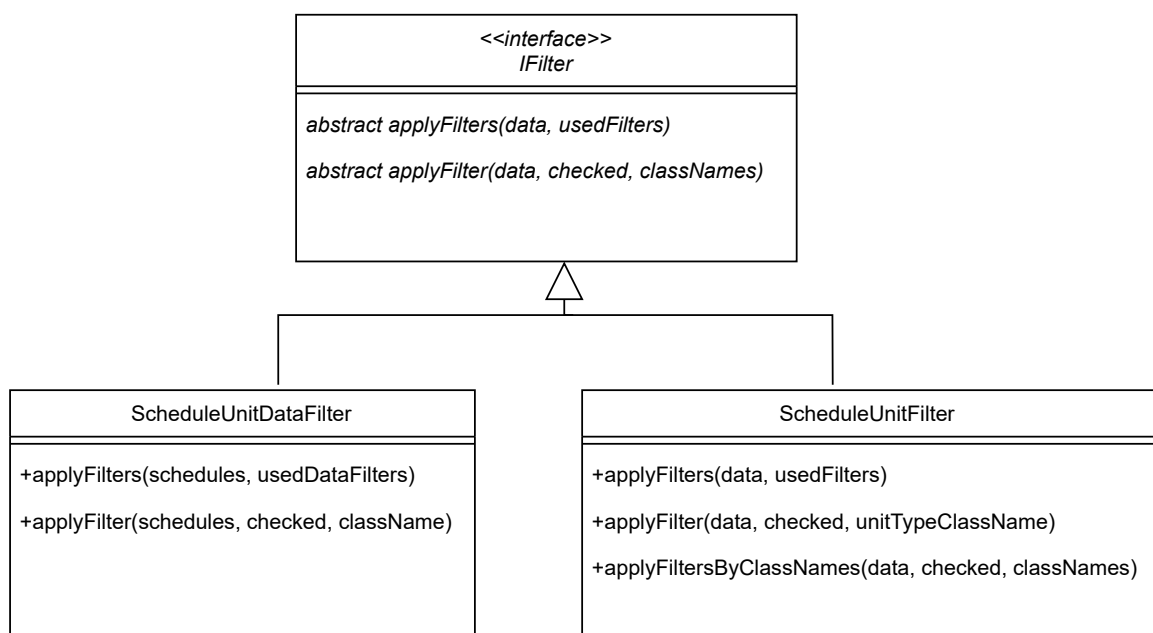 <<interface>>
IFilter
abstract applyFilters(data, usedFilters)
abstract applyFilter(data, checked, classNames)
ScheduleUnitDataFilter
+applyFilters(schedules, usedDataFilters)
+applyFilter(schedules, checked, className)
ScheduleUnitFilter
+applyFilters(data, usedFilters)
+applyFilter(data, checked, unitTypeClassName)
+applyFiltersByClassNames(data, checked, classNames)